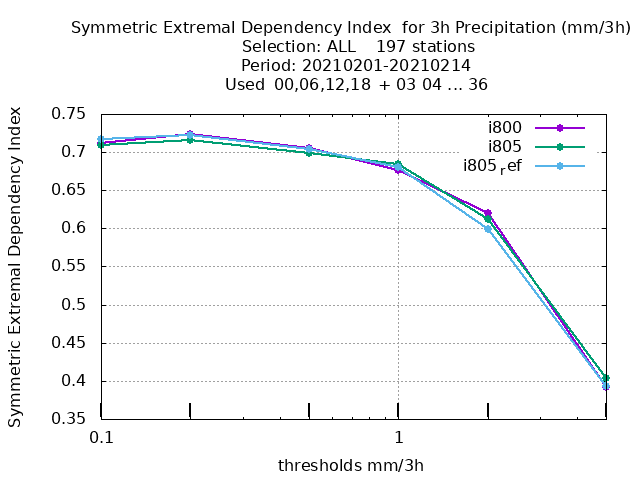 Symmetric Extremal Dependency Index  for 3h Precipitation (mm/3h)
Selection: ALL    197 stations
Period: 20210201-20210214
Used  00,06,12,18  + 03 04 ... 36
Symmetric Extremal Dependency Index
0.75
0.7
0.65
0.6
0.55
0.5
0.45
0.4
0.35
i800
i805
i805ref
0.1
1
thresholds mm/3h